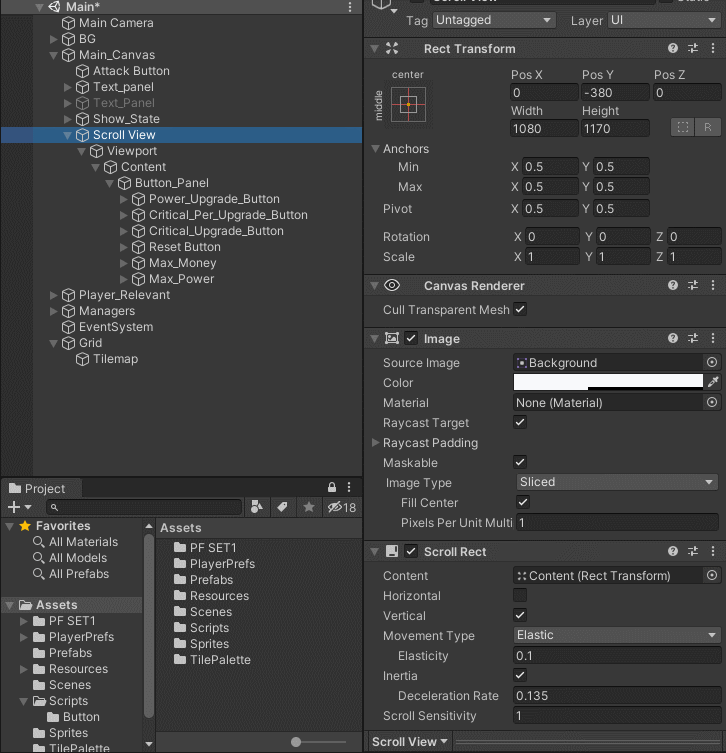 Main*
Main Camera
BG
Main_Canvas
Attack Button
Text_panel
Text_Panel
Show_State
Scroll View
Viewport
Content
Button_Panel
Power_Upgrade_Button
Critical_Per_Upgrade_Button
Critical_Upgrade_Button
Reset Button
Max_Money
Max_Power
Player_Relevant
Managers
EventSystem
Grid
Tilemap
Project
18
Favorites
All Materials
All Models
All Prefabs
Assets
PF SET1
PlayerPrefs
Prefabs
Resources
Scenes
Scripts
Button
Sprites
TilePalette
Assets
PF SET1
PlayerPrefs
Prefabs
Resources
Scenes
Scripts
Sprites
TilePalette
Tag Untagged Layer UI
Rect Transform
center
middle
Pos X Pos Y Pos Z
0 -380 0
Width Height
1080 1170 R
Anchors
Min X 0.5 Y 0.5
Max X 0.5 Y 0.5
Pivot X 0.5 Y 0.5
Rotation X 0 Y 0 Z 0
Scale X 1 Y 1 Z 1
Canvas Renderer
Cull Transparent Mesh
Image
Source Image Background
Color
Material None (Material)
Raycast Target
Raycast Padding
Maskable
Image Type Sliced
Fill Center
Pixels Per Unit Multi 1
Scroll Rect
Content Content (Rect Transform)
Horizontal
Vertical
Movement Type Elastic
Elasticity 0.1
Inertia
Deceleration Rate 0.135
Scroll Sensitivity 1
Scroll View